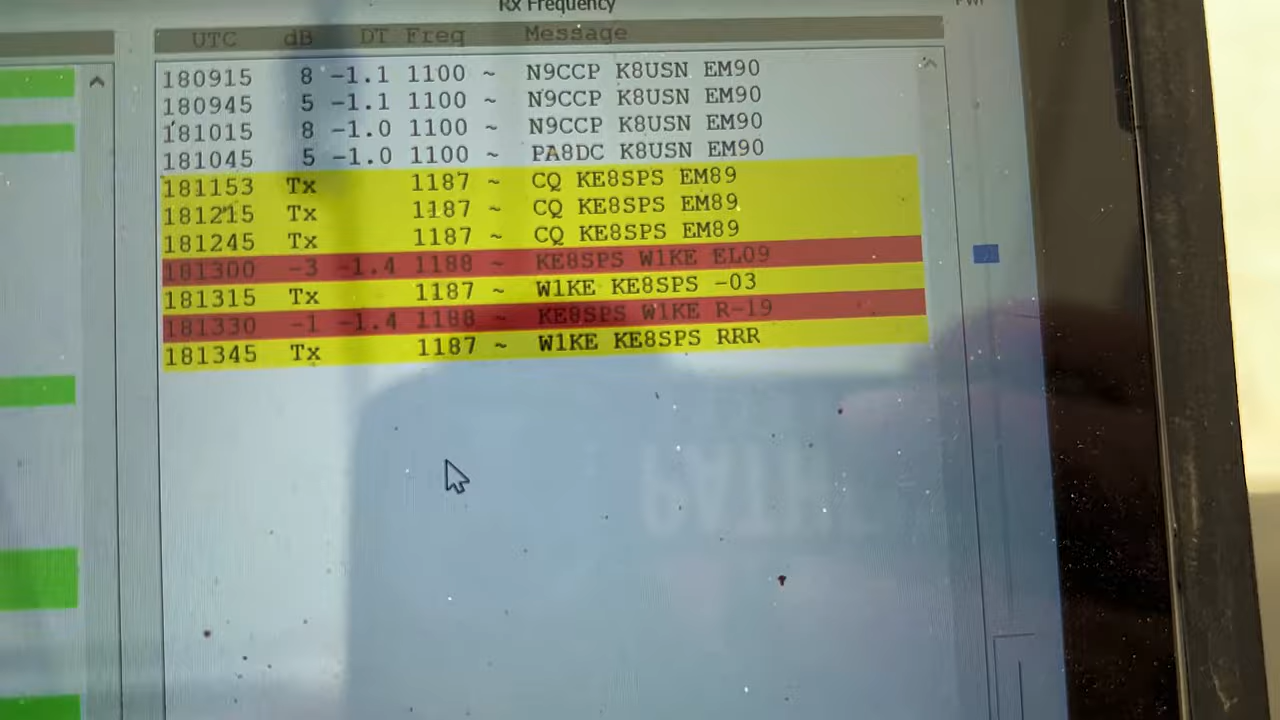 Rx Frequency
UTC dB DT Freq Message
180915 8 -1.1 1100 ~ N9CCP K8USN EM90
180945 5 -1.1 1100 ~ N9CCP K8USN EM90
181015 8 -1.0 1100 ~ N9CCP K8USN EM90
181045 5 -1.0 1100 ~ PA8DC K8USN EM90
181153 Tx 1187 ~ CQ KE8SPS EM89
181215 Tx 1187 ~ CQ KE8SPS EM89
181245 Tx 1187 ~ CQ KE8SPS EM89
181300 -3 -1.4 1188 ~ KE8SPS W1KE EL09
181315 Tx 1187 ~ W1KE KE8SPS -03
181330 -1 -1.4 1188 ~ KE8SPS W1KE R-19
181345 Tx 1187 ~ W1KE KE8SPS RRR